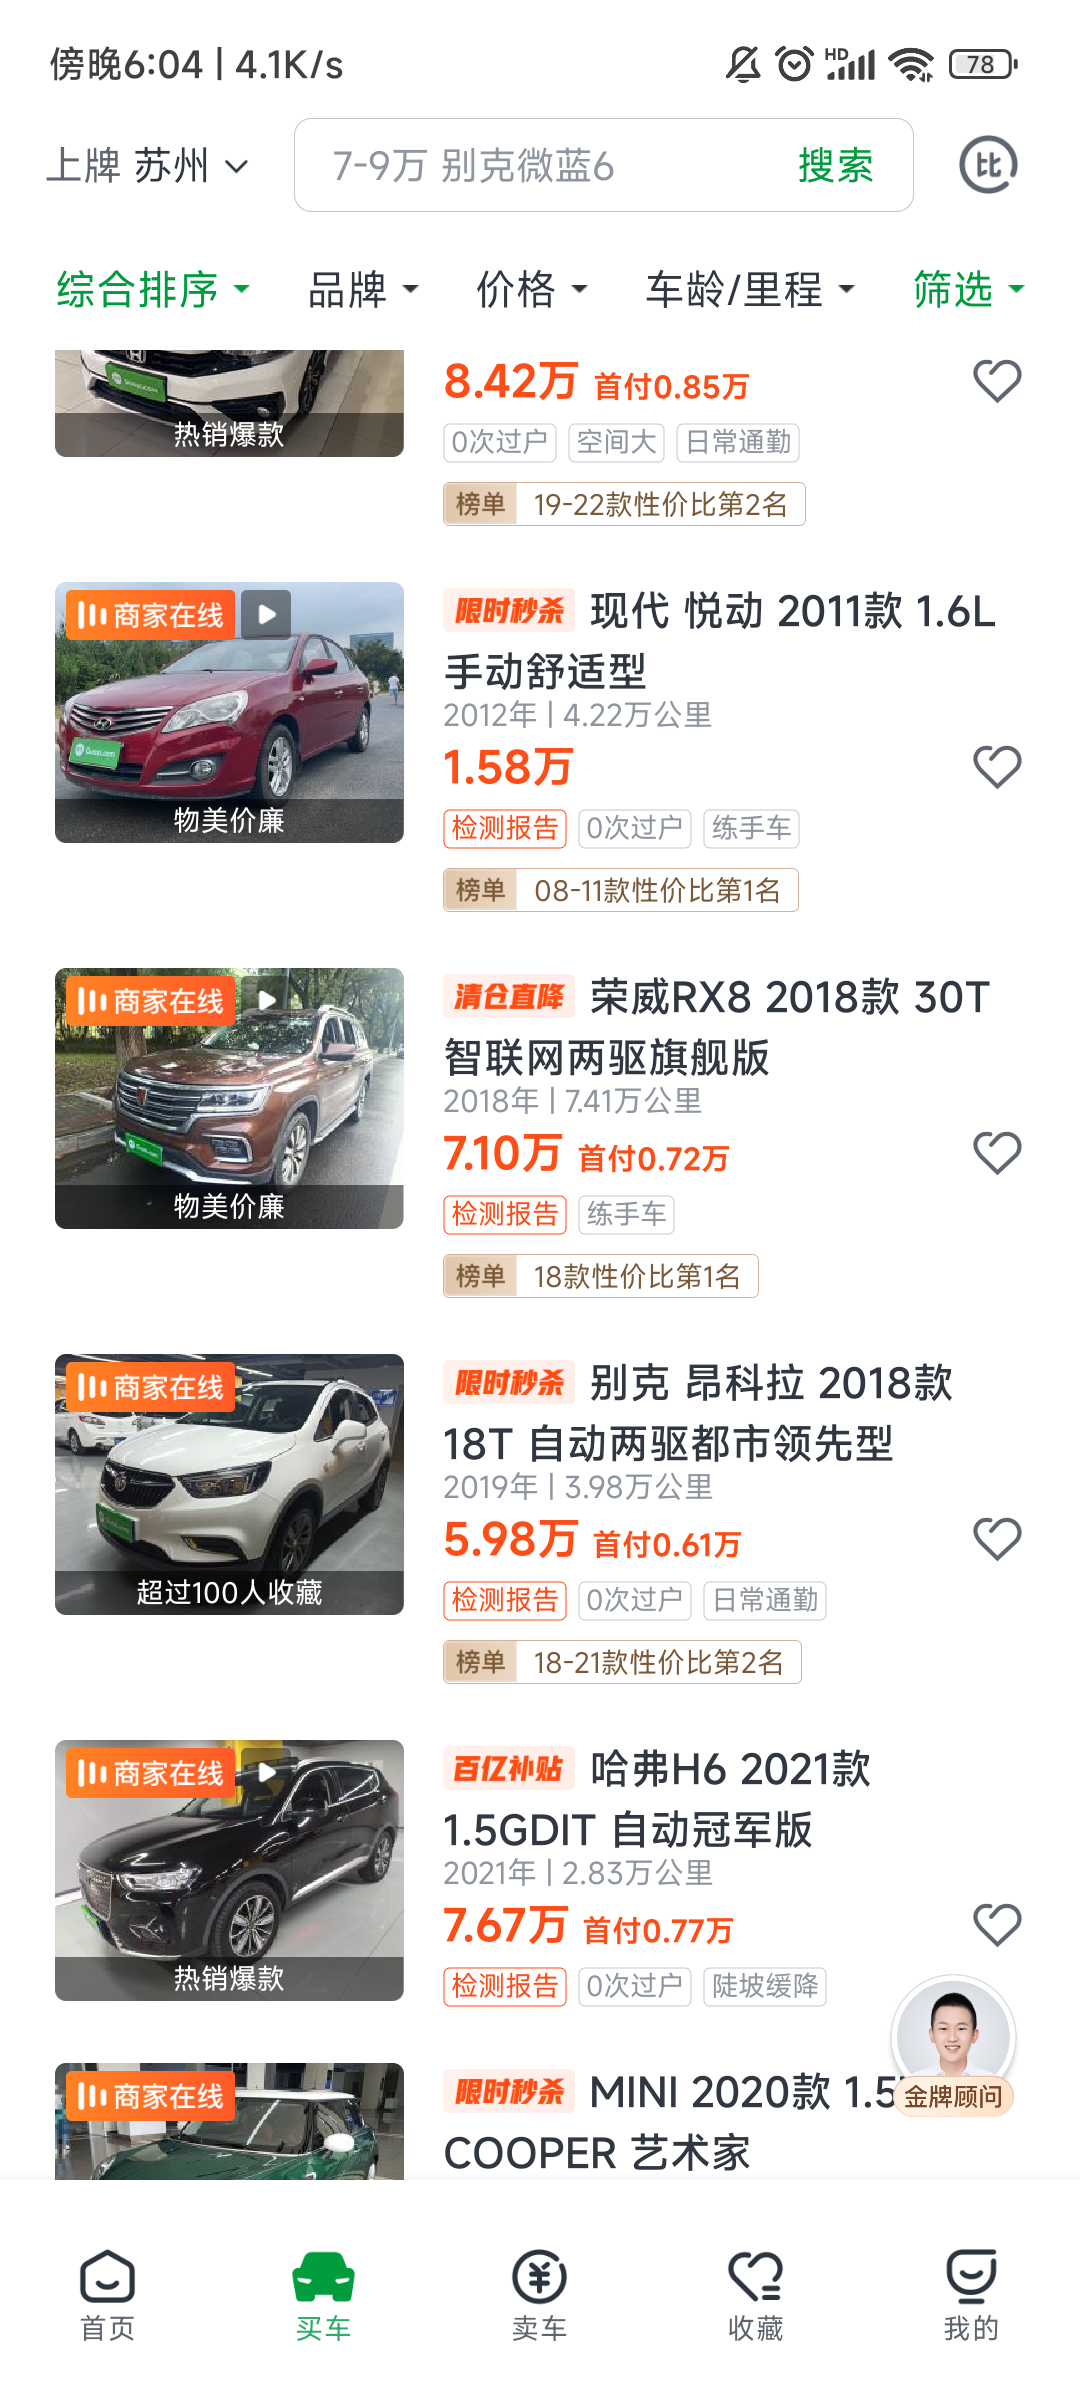 傍晚6:04 | 4.1K/s
HD
78
上牌 苏州
7-9万 别克微蓝6
搜索
比
综合排序
品牌
价格
车龄/里程
筛选
热销爆款
8.42万 首付0.85万
0次过户
空间大
日常通勤
榜单 19-22款性价比第2名
商家在线
物美价廉
限时秒杀 现代 悦动 2011款 1.6L
手动舒适型
2012年 | 4.22万公里
1.58万
检测报告
0次过户
练手车
榜单 08-11款性价比第1名
商家在线
物美价廉
清仓直降 荣威RX8 2018款 30T
智联网两驱旗舰版
2018年 | 7.41万公里
7.10万 首付0.72万
检测报告
练手车
榜单 18款性价比第1名
商家在线
超过100人收藏
限时秒杀 别克 昂科拉 2018款
18T 自动两驱都市领先型
2019年 | 3.98万公里
5.98万 首付0.61万
检测报告
0次过户
日常通勤
榜单 18-21款性价比第2名
商家在线
热销爆款
百亿补贴 哈弗H6 2021款
1.5GDIT 自动冠军版
2021年 | 2.83万公里
7.67万 首付0.77万
检测报告
0次过户
陡坡缓降
金牌顾问
商家在线
限时秒杀 MINI 2020款 1.5
COOPER 艺术家
首页
买车
卖车
收藏
我的